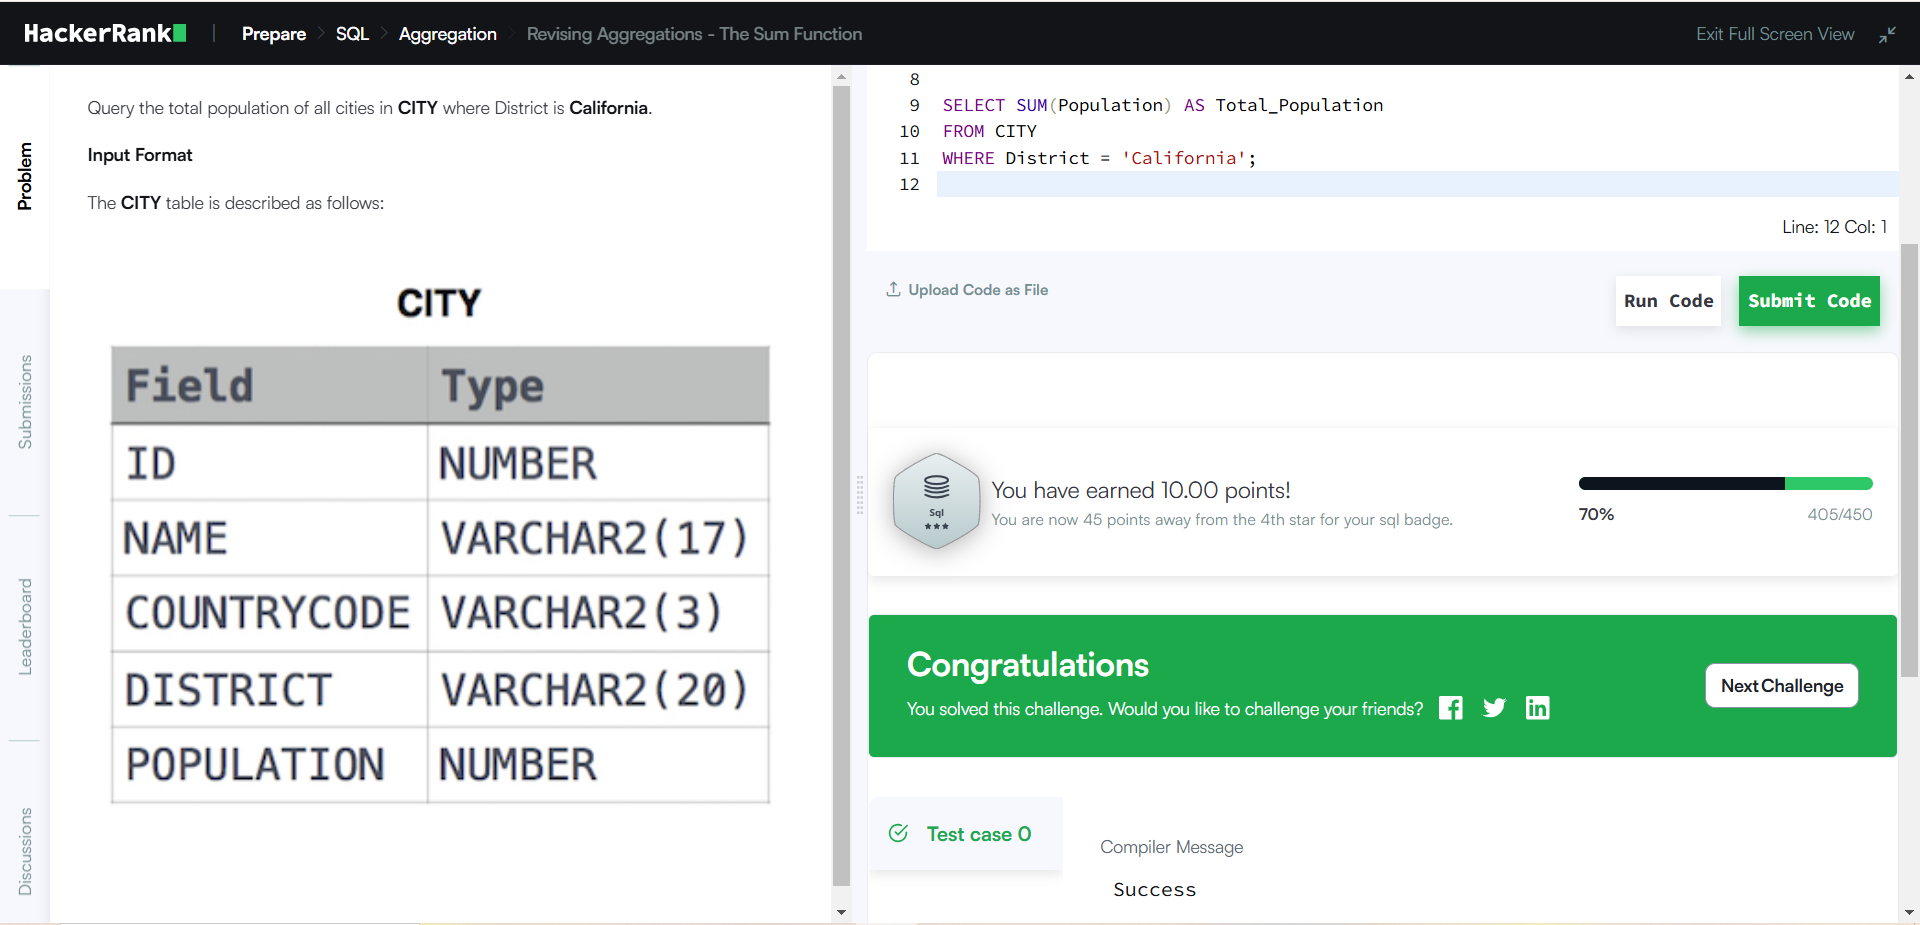 HackerRank
Prepare
SQL
Aggregation
Revising Aggregations - The Sum Function
Exit Full Screen View
Problem
Submissions
Leaderboard
Discussions
Query the total population of all cities in CITY where District is California.
Input Format
The CITY table is described as follows:
CITY
Field Type
ID NUMBER
NAME VARCHAR2(17)
COUNTRYCODE VARCHAR2(3)
DISTRICT VARCHAR2(20)
POPULATION NUMBER
8
9 SELECT SUM(Population) AS Total_Population
10 FROM CITY
11 WHERE District = 'California';
12
Line: 12 Col: 1
Upload Code as File
Run Code
Submit Code
Sql
You have earned 10.00 points!
You are now 45 points away from the 4th star for your sql badge.
70%
405/450
Congratulations
You solved this challenge. Would you like to challenge your friends?
Next Challenge
Test case 0
Compiler Message
Success